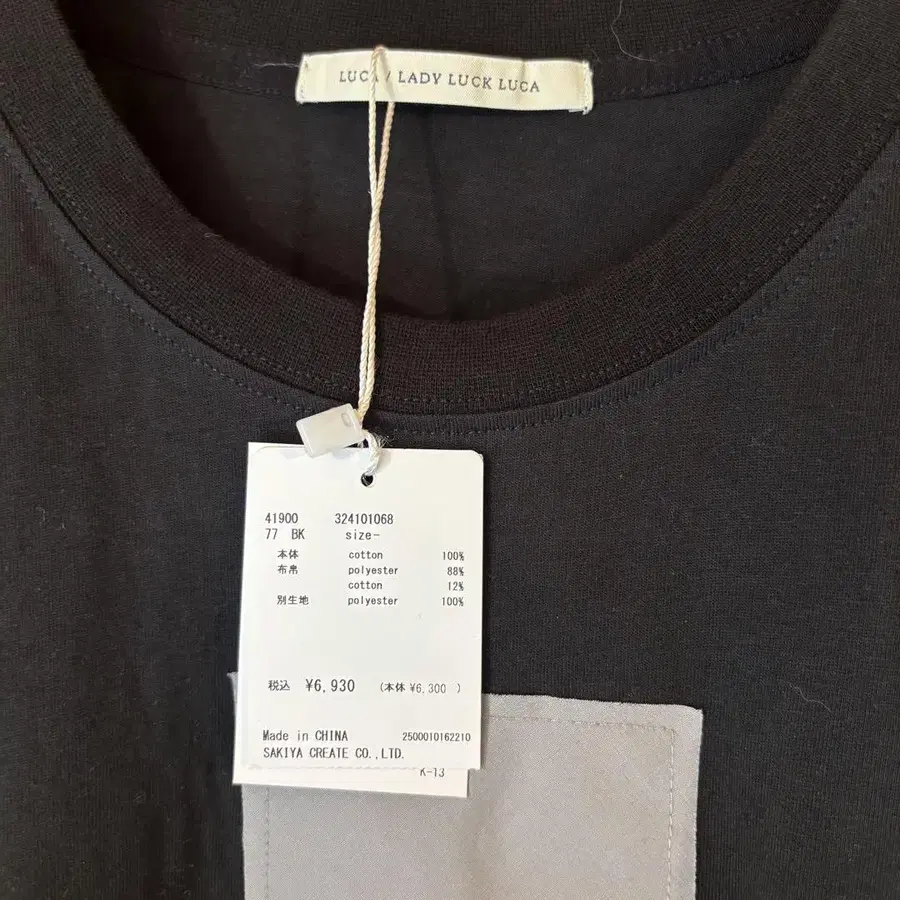 LUCA / LADY LUCK LUCA
41900 324101068
77 BK size-
本体 cotton 100%
布帛 polyester 88%
cotton 12%
別生地 polyester 100%
税込 ¥6,930 (本体 ¥6,300 )
Made in CHINA 2500010162210
SAKIYA CREATE CO.,LTD.
K-13